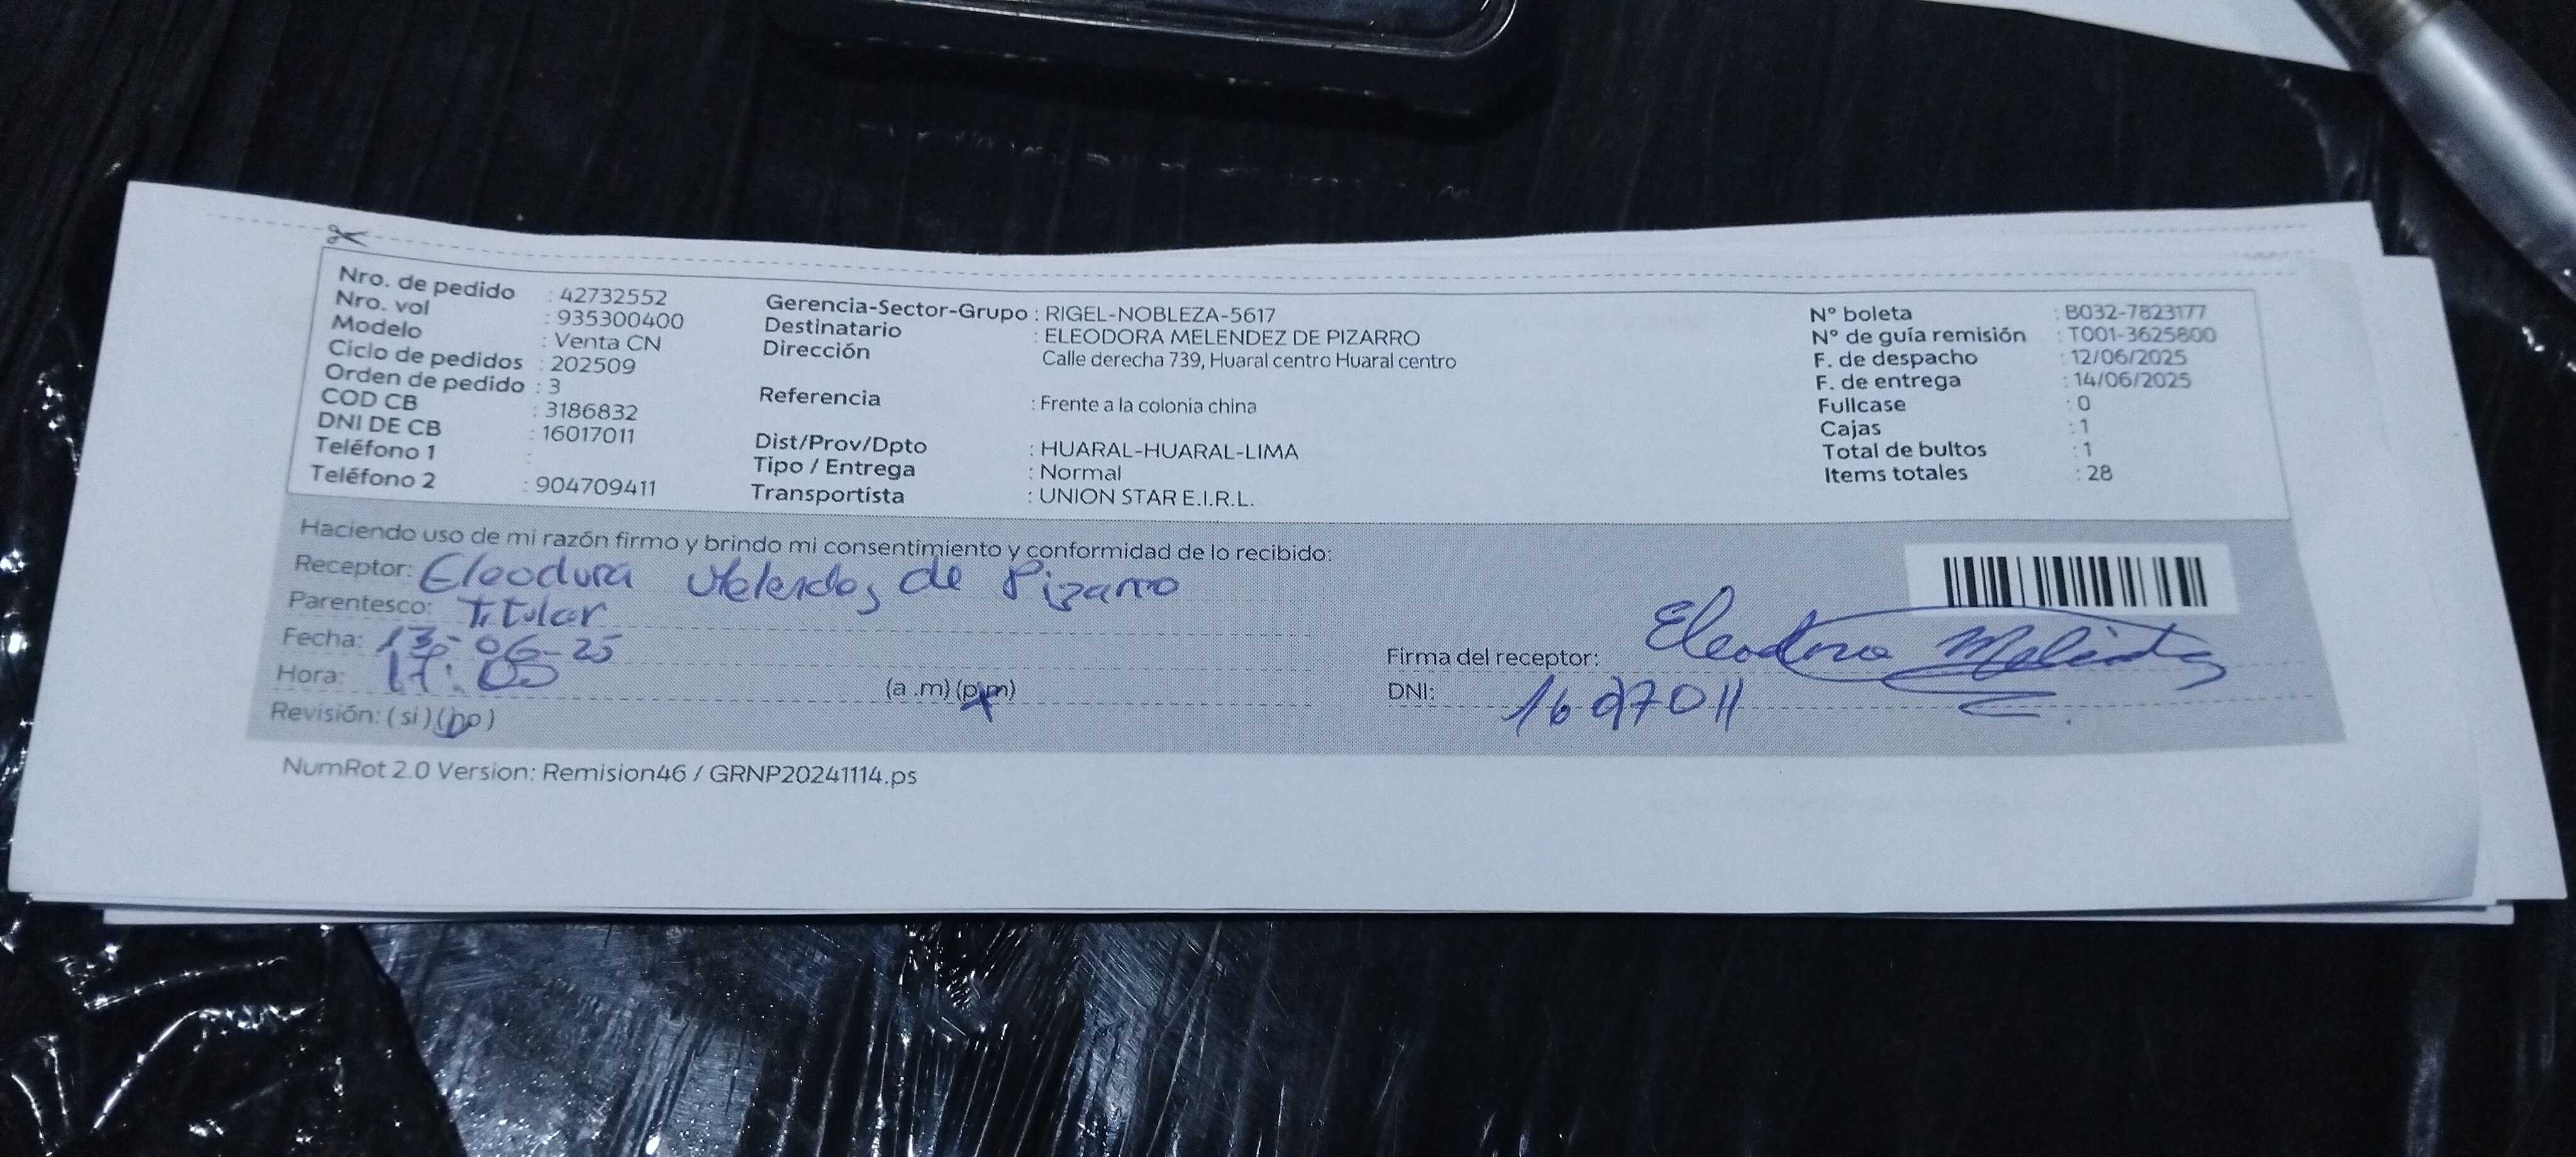 Nro. de pedido : 42732552
Nro. vol : 935300400
Modelo : Venta CN
Ciclo de pedidos : 202509
Orden de pedido : 3
COD CB : 3186832
DNI DE CB : 16017011
Teléfono 1 :
Teléfono 2 : 904709411
Gerencia-Sector-Grupo : RIGEL-NOBLEZA-5617
Destinatario : ELEODORA MELENDEZ DE PIZARRO
Dirección Calle derecha 739, Huaral centro Huaral centro
Referencia : Frente a la colonia china
Dist/Prov/Dpto : HUARAL-HUARAL-LIMA
Tipo / Entrega : Normal
Transportista : UNION STAR E.I.R.L.
N° boleta : B032-7823177
N° de guía remisión : T001-3625800
F. de despacho : 12/06/2025
F. de entrega : 14/06/2025
Fullcase : 0
Cajas : 1
Total de bultos : 1
Items totales : 28
Haciendo uso de mi razón firmo y brindo mi consentimiento y conformidad de lo recibido:
Receptor: Eleodora Melendez de Pizarro
Parentesco: Titular
Fecha: 13-06-25
Hora: 17:05 (a .m) (p.m)
Revisión: (si) (no)
Firma del receptor: Eleodora Melendez
DNI: 16017011
NumRot 2.0 Version: Remision46 / GRNP20241114.ps